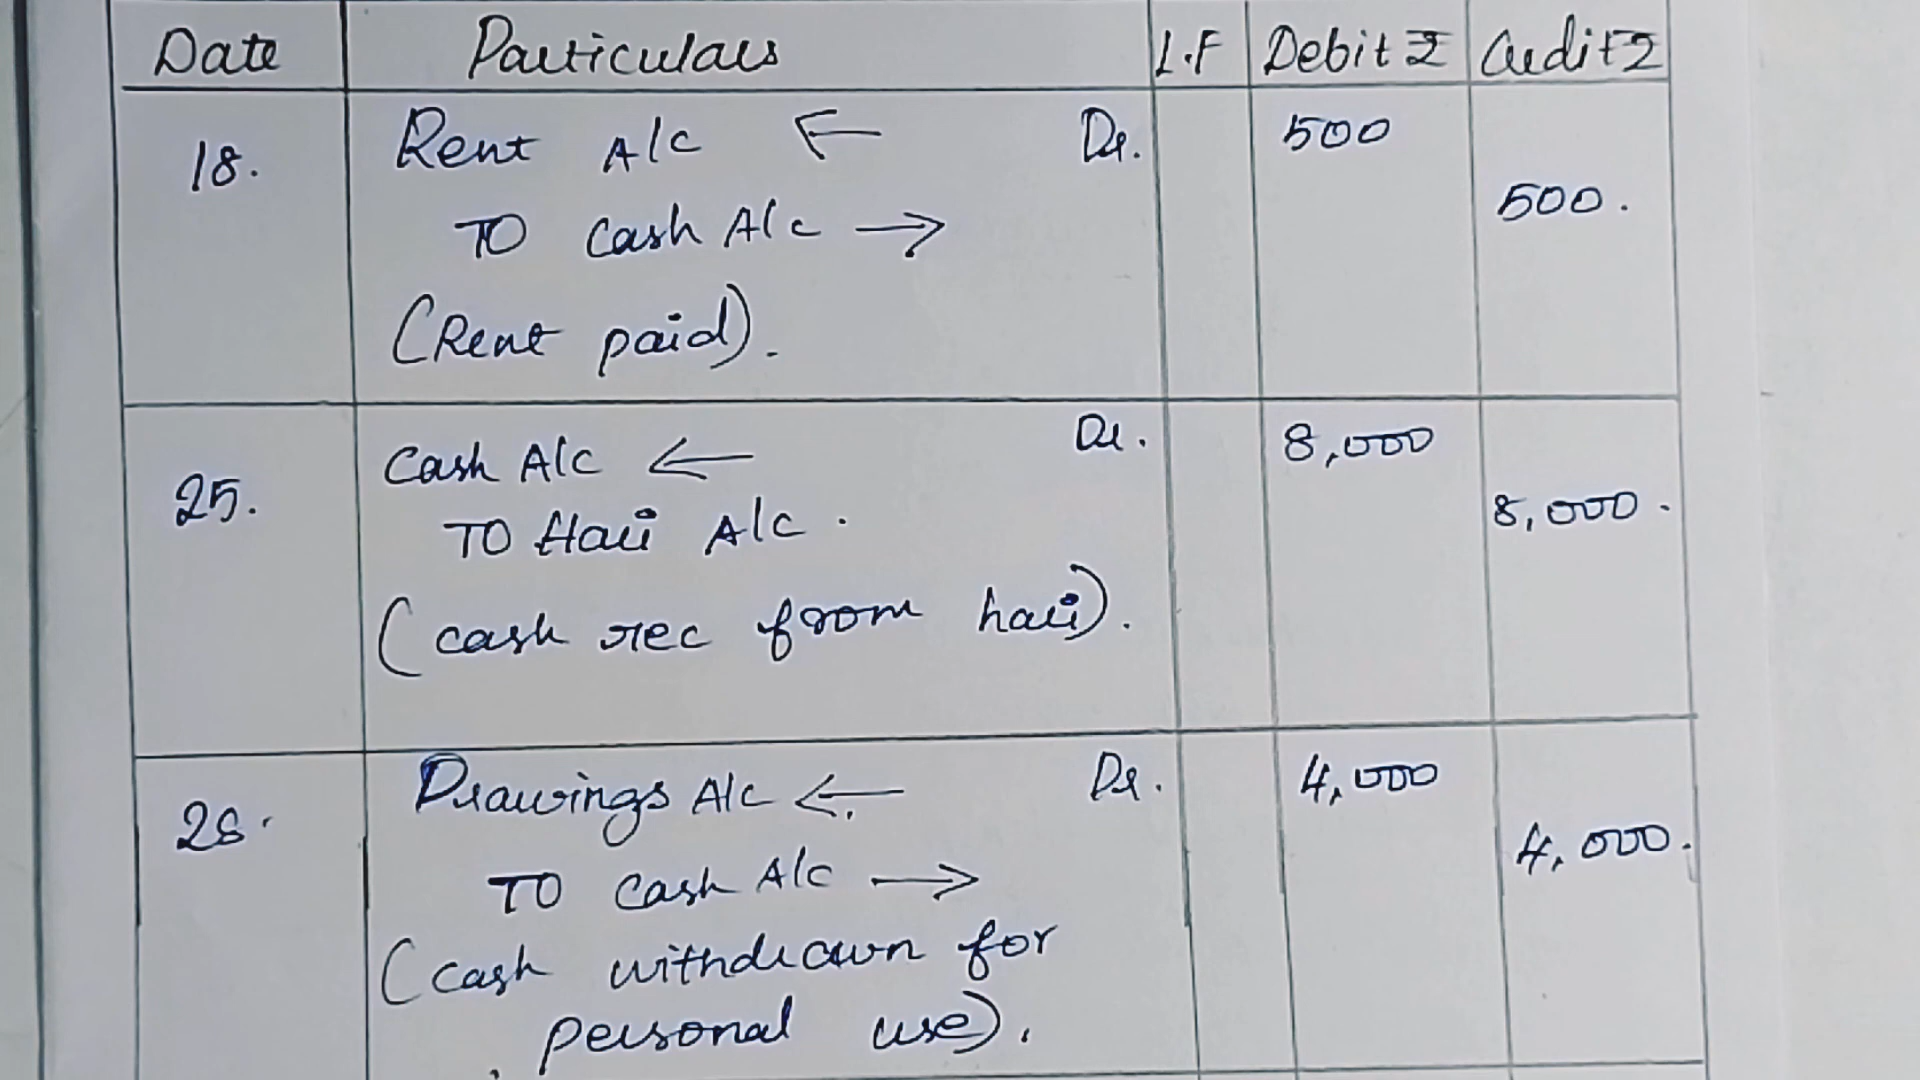 Date Particulars L.F Debit ₹ Credit ₹
18. Rent A/c ← Dr. 500
To Cash A/c → 500.
(Rent paid).
25. Cash A/c ← Dr. 8,000
To Hari A/c. 8,000.
(cash rec from hari).
28. Drawings A/c ← Dr. 4,000
To Cash A/c → 4,000.
(cash withdrawn for
personal use).